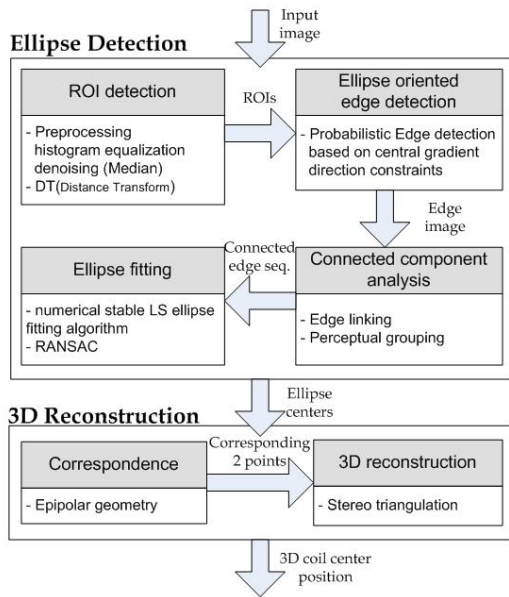 Input
image
Ellipse Detection
ROI detection
- Preprocessing
histogram equalization
denoising (Median)
- DT(Distance Transform)
ROIs
Ellipse oriented
edge detection
- Probabilistic Edge detection
based on central gradient
direction constraints
Edge
image
Connected component
analysis
- Edge linking
- Perceptual grouping
Connected
edge seq.
Ellipse fitting
- numerical stable LS ellipse
fitting algorithm
- RANSAC
Ellipse
centers
3D Reconstruction
Correspondence
- Epipolar geometry
Corresponding
2 points
3D reconstruction
- Stereo triangulation
3D coil center
position